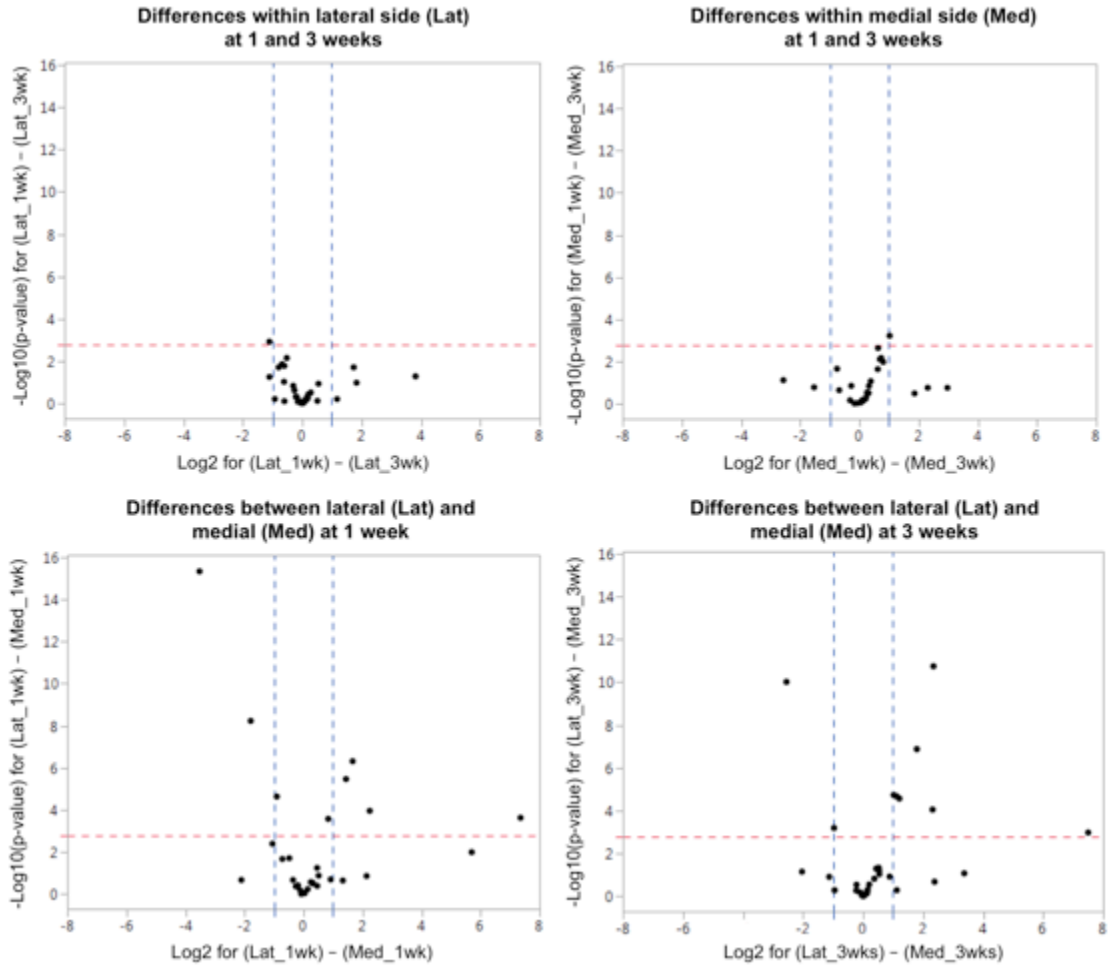 Differences within lateral side (Lat)
at 1 and 3 weeks
-Log10(p-value) for (Lat_1wk) – (Lat_3wk)
16
14
12
10
8
6
4
2
0
-8 -6 -4 -2 0 2 4 6 8
Log2 for (Lat_1wk) – (Lat_3wk)
Differences within medial side (Med)
at 1 and 3 weeks
-Log10(p-value) for (Med_1wk) – (Med_3wk)
16
14
12
10
8
6
4
2
0
-8 -6 -4 -2 0 2 4 6 8
Log2 for (Med_1wk) – (Med_3wk)
Differences between lateral (Lat) and
medial (Med) at 1 week
-Log10(p-value) for (Lat_1wk) – (Med_1wk)
16
14
12
10
8
6
4
2
0
-8 -6 -4 -2 0 2 4 6 8
Log2 for (Lat_1wk) – (Med_1wk)
Differences between lateral (Lat) and
medial (Med) at 3 weeks
-Log10(p-value) for (Lat_3wk) – (Med_3wk)
16
14
12
10
8
6
4
2
0
-8 -6 -4 -2 0 2 4 6 8
Log2 for (Lat_3wks) – (Med_3wks)